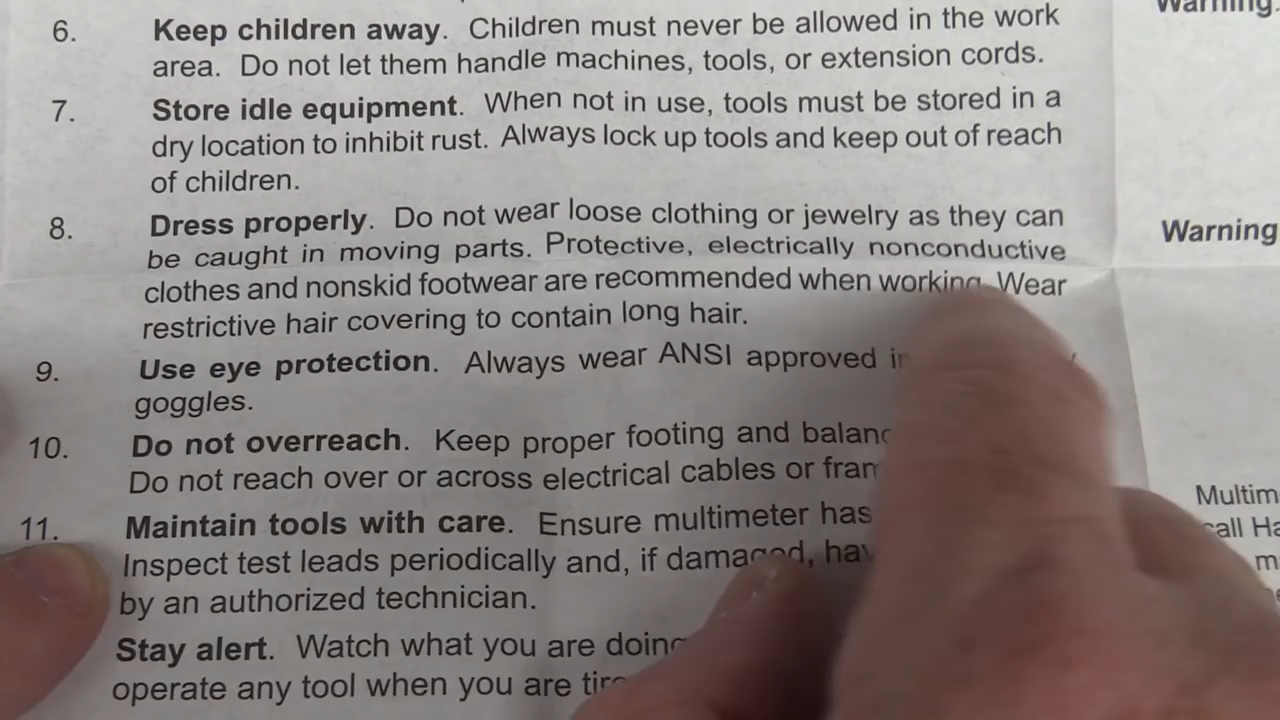 Warning.
6. Keep children away. Children must never be allowed in the work
area. Do not let them handle machines, tools, or extension cords.
7. Store idle equipment. When not in use, tools must be stored in a
dry location to inhibit rust. Always lock up tools and keep out of reach
of children.
8. Dress properly. Do not wear loose clothing or jewelry as they can
be caught in moving parts. Protective, electrically nonconductive
clothes and nonskid footwear are recommended when working. Wear
restrictive hair covering to contain long hair.
9. Use eye protection. Always wear ANSI approved
goggles.
10. Do not overreach. Keep proper footing and
Do not reach over or across electrical cables or
11. Maintain tools with care. Ensure multimeter has
Inspect test leads periodically and, if damaged,
by an authorized technician.
Stay alert. Watch what you are
operate any tool when you are
Warning